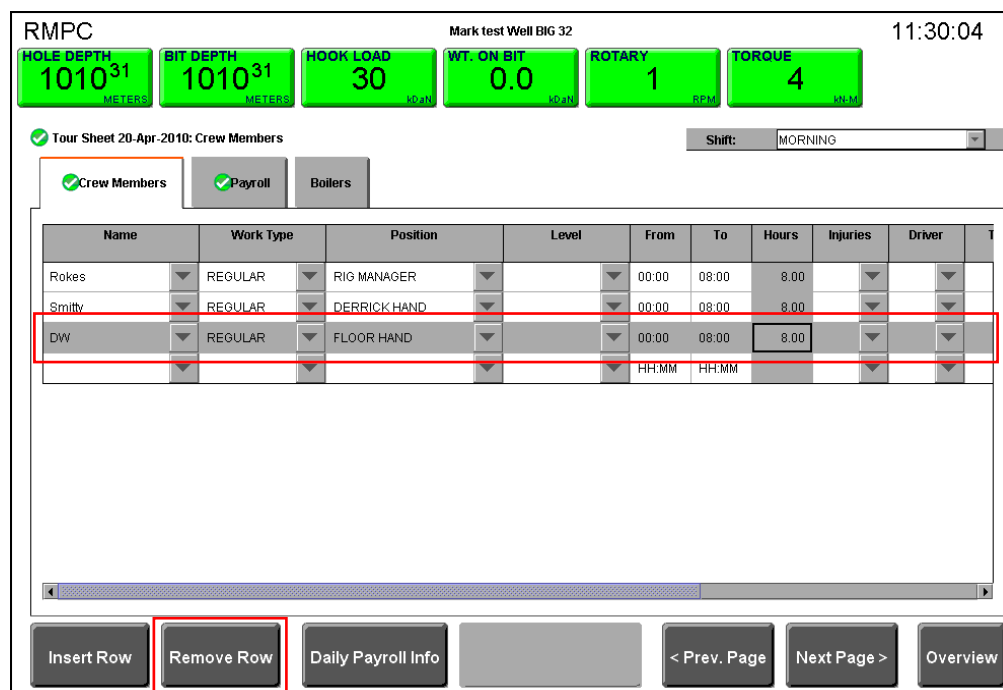 RMPC Mark test Well BIG 32 11:30:04
HOLE DEPTH BIT DEPTH HOOK LOAD WT. ON BIT ROTARY TORQUE
1010 31 1010 31 30 0.0 1 4
METERS METERS kDaN kDaN RPM kN-M
Tour Sheet 20-Apr-2010: Crew Members Shift: MORNING
Crew Members Payroll Boilers
Name Work Type Position Level From To Hours Injuries Driver T
Rokes REGULAR RIG MANAGER 00:00 08:00 8.00
Smitty REGULAR DERRICK HAND 00:00 08:00 8.00
DW REGULAR FLOOR HAND 00:00 08:00 8.00
HH:MM HH:MM
Insert Row Remove Row Daily Payroll Info < Prev. Page Next Page > Overview